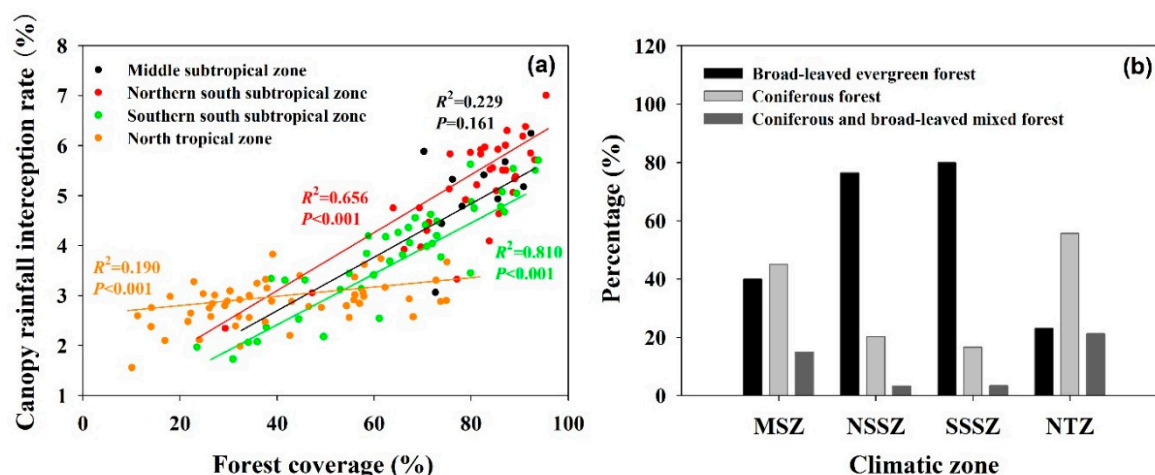 Canopy rainfall interception rate (%)
8
7
6
5
4
3
2
1
(a)
Middle subtropical zone
Northern south subtropical zone
Southern south subtropical zone
North tropical zone
R²=0.229
P=0.161
R²=0.656
P<0.001
R²=0.810
P<0.001
R²=0.190
P<0.001
0 20 40 60 80 100
Forest coverage (%)
Percentage (%)
120
100
80
60
40
20
0
(b)
Broad-leaved evergreen forest
Coniferous forest
Coniferous and broad-leaved mixed forest
MSZ NSSZ SSSZ NTZ
Climatic zone